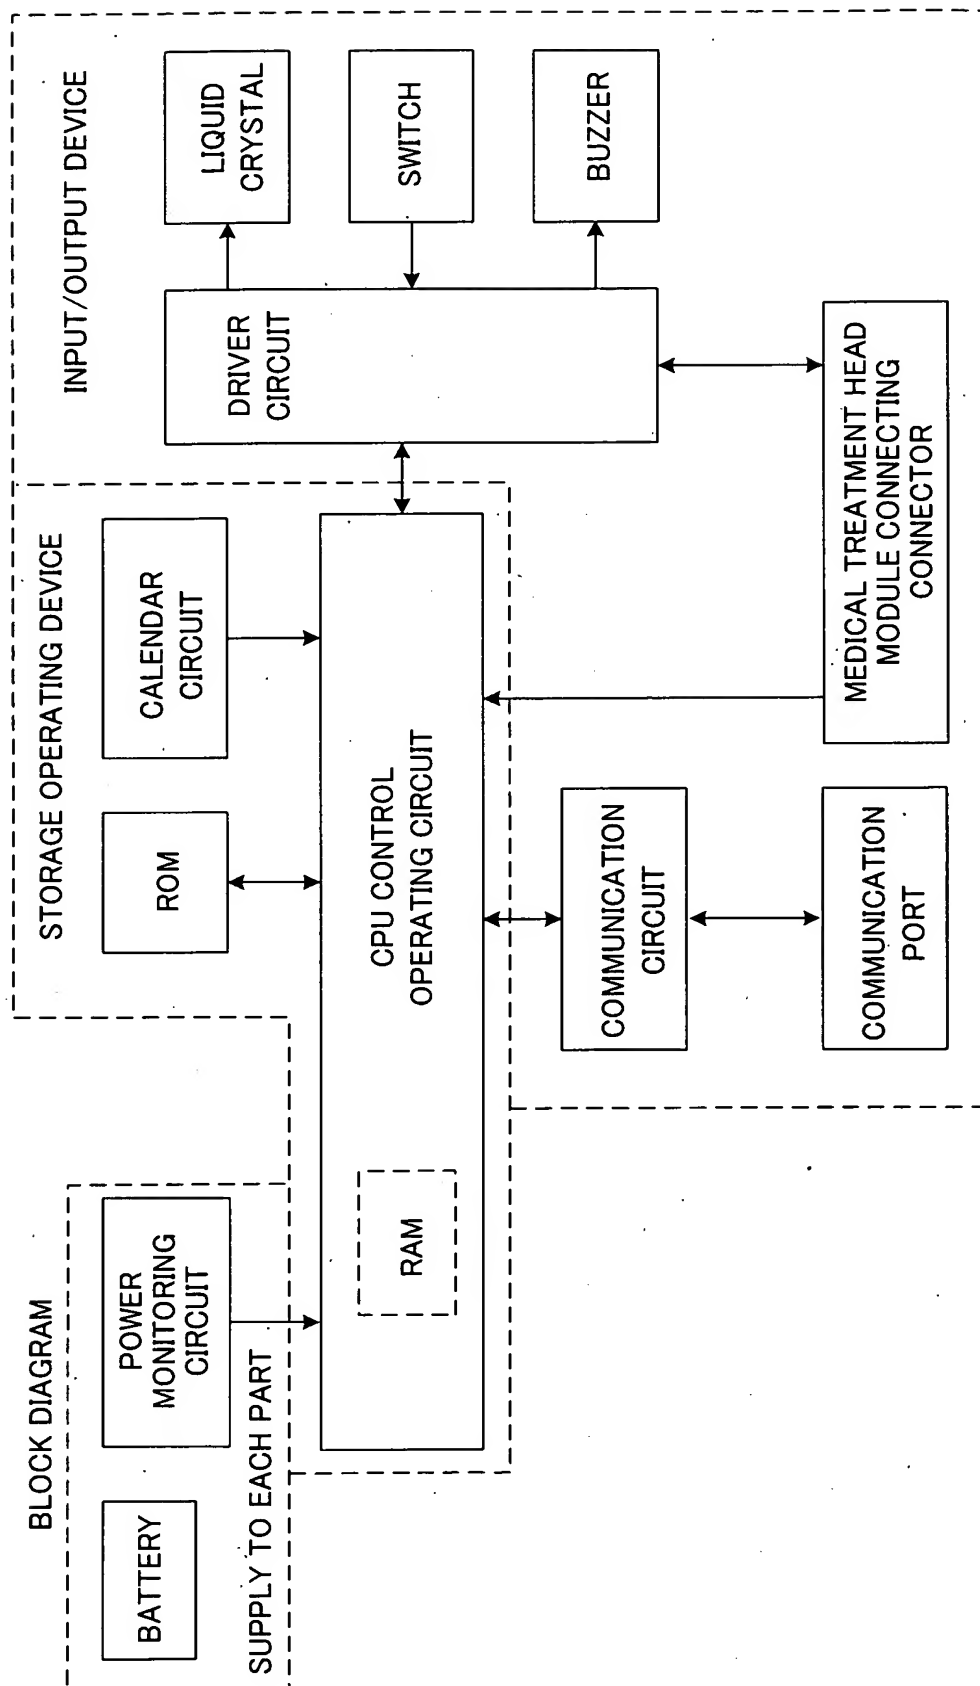 BLOCK DIAGRAM
BATTERY
POWER
MONITORING
CIRCUIT
SUPPLY TO EACH PART
STORAGE OPERATING DEVICE
ROM
CALENDAR
CIRCUIT
CPU CONTROL
OPERATING CIRCUIT
RAM
INPUT/OUTPUT DEVICE
DRIVER
CIRCUIT
LIQUID
CRYSTAL
SWITCH
BUZZER
COMMUNICATION
CIRCUIT
COMMUNICATION
PORT
MEDICAL TREATMENT HEAD
MODULE CONNECTING
CONNECTOR